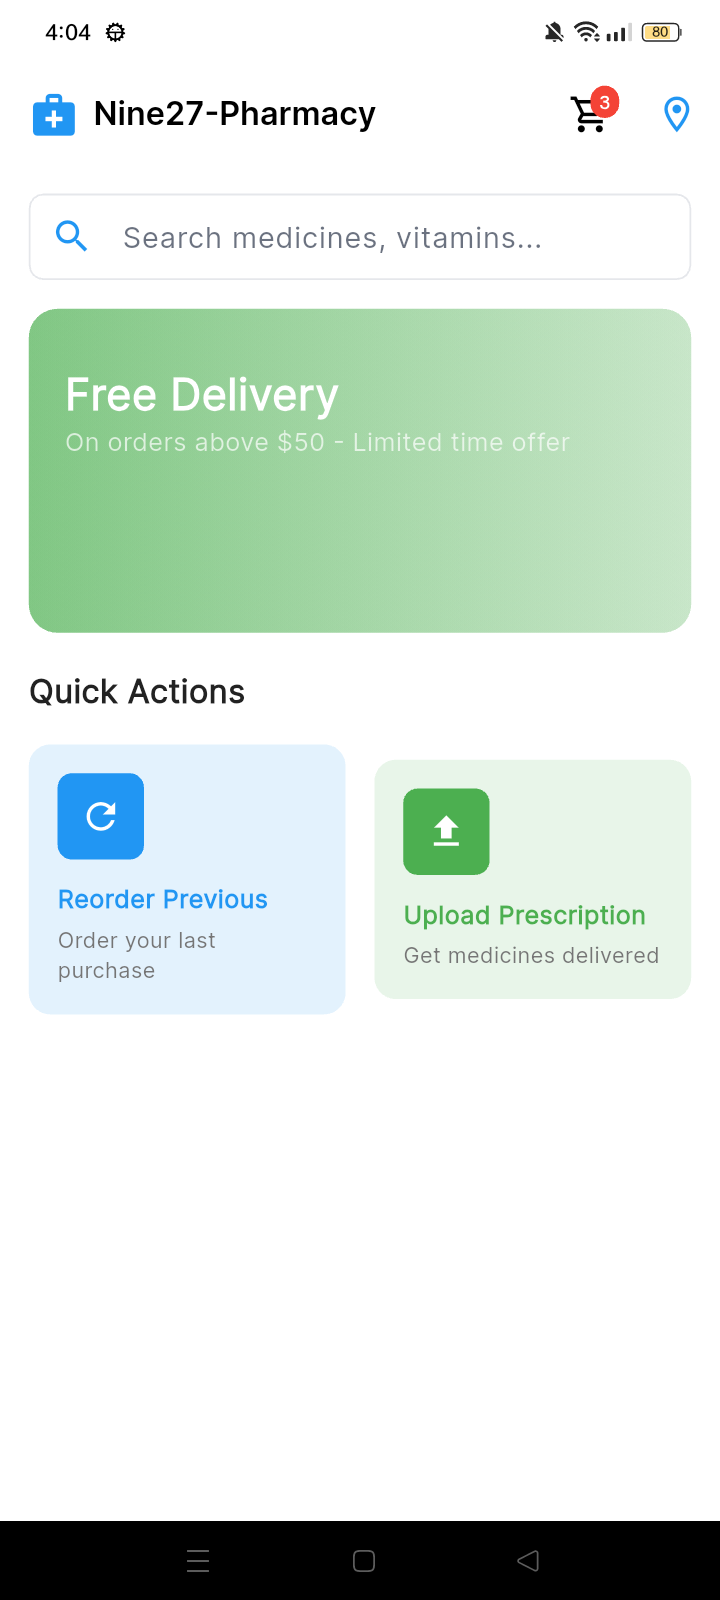 4:04
80
Nine27-Pharmacy
3
Search medicines, vitamins...
Free Delivery
On orders above $50 - Limited time offer
Quick Actions
Reorder Previous
Order your last
purchase
Upload Prescription
Get medicines delivered